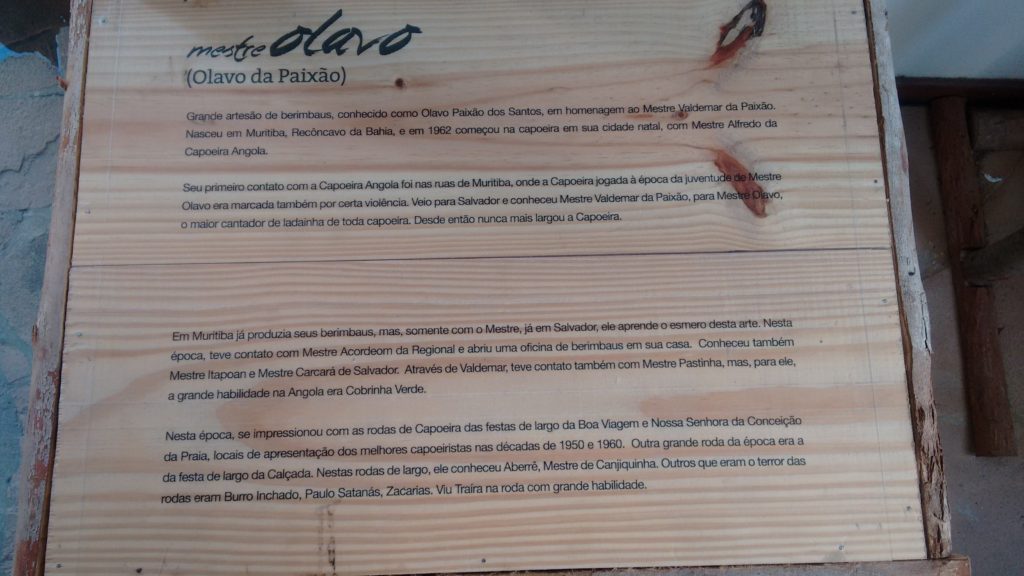 mestre olavo
(Olavo da Paixão)
Grande artesão de berimbaus, conhecido como Olavo Paixão dos Santos, em homenagem ao Mestre Valdemar da Paixão.
Nasceu em Muritiba, Recôncavo da Bahia, e em 1962 começou na capoeira em sua cidade natal, com Mestre Alfredo da
Capoeira Angola.
Seu primeiro contato com a Capoeira Angola foi nas ruas de Muritiba, onde a Capoeira jogada à época da juventude de Mestre
Olavo era marcada também por certa violência. Veio para Salvador e conheceu Mestre Valdemar da Paixão, para Mestre Olavo,
o maior cantador de ladainha de toda capoeira. Desde então nunca mais largou a Capoeira.
Em Muritiba já produzia seus berimbaus, mas, somente com o Mestre, já em Salvador, ele aprende o esmero desta arte. Nesta
época, teve contato com Mestre Acordeom da Regional e abriu uma oficina de berimbaus em sua casa. Conheceu também
Mestre Itapoan e Mestre Carcará de Salvador. Através de Valdemar, teve contato também com Mestre Pastinha, mas, para ele,
a grande habilidade na Angola era Cobrinha Verde.
Nesta época, se impressionou com as rodas de Capoeira das festas de largo da Boa Viagem e Nossa Senhora da Conceição
da Praia, locais de apresentação dos melhores capoeiristas nas décadas de 1950 e 1960. Outra grande roda da época era a
da festa de largo da Calçada. Nestas rodas de largo, ele conheceu Aberrê, Mestre de Canjiquinha. Outros que eram o terror das
rodas eram Burro Inchado, Paulo Satanás, Zacarias. Viu Traíra na roda com grande habilidade.